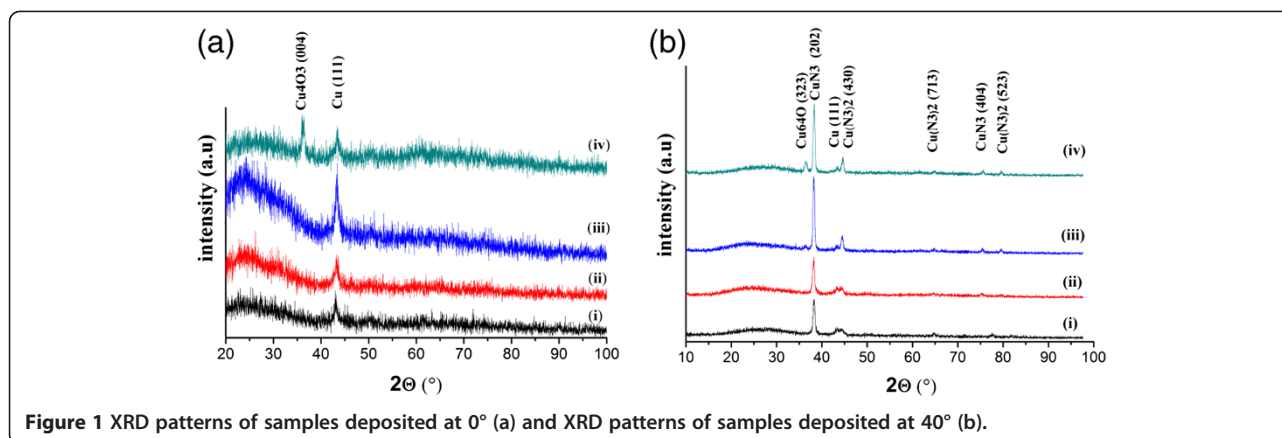 (a)
Cu4O3 (004)
Cu (111)
(iv)
(iii)
(ii)
(i)
intensity (a.u)
20 30 40 50 60 70 80 90 100
2Θ (°)
(b)
Cu64O (323)
CuN3 (202)
Cu (111)
Cu(N3)2 (430)
Cu(N3)2 (713)
CuN3 (404)
Cu(N3)2 (523)
(iv)
(iii)
(ii)
(i)
intensity (a.u)
10 20 30 40 50 60 70 80 90 100
2Θ (°)
Figure 1 XRD patterns of samples deposited at 0° (a) and XRD patterns of samples deposited at 40° (b).